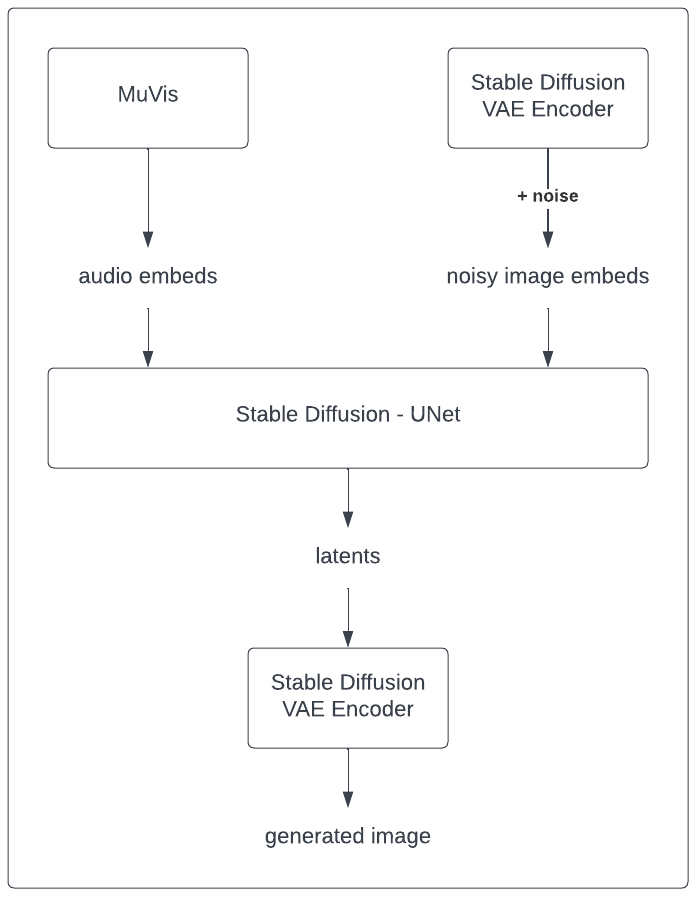 MuVis
Stable Diffusion
VAE Encoder
+ noise
audio embeds
noisy image embeds
Stable Diffusion - UNet
latents
Stable Diffusion
VAE Encoder
generated image